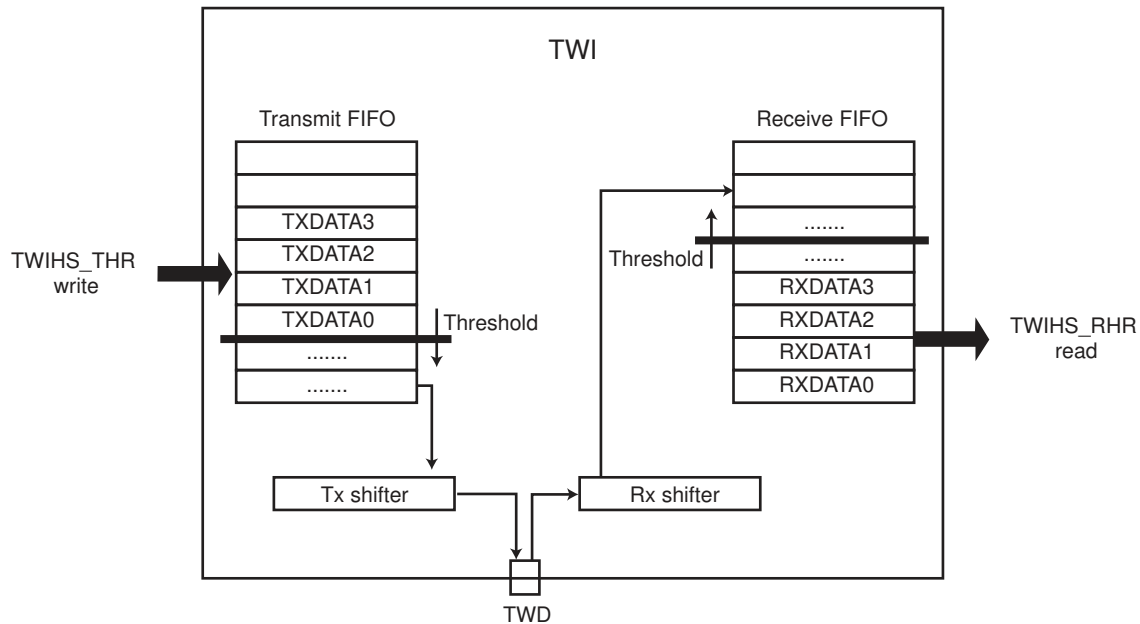 TWI
Transmit FIFO
TXDATA3
TXDATA2
TXDATA1
TXDATA0
.......
.......
TWIHS_THR
write
Threshold
Receive FIFO
.......
.......
RXDATA3
RXDATA2
RXDATA1
RXDATA0
Threshold
TWIHS_RHR
read
Tx shifter
Rx shifter
TWD